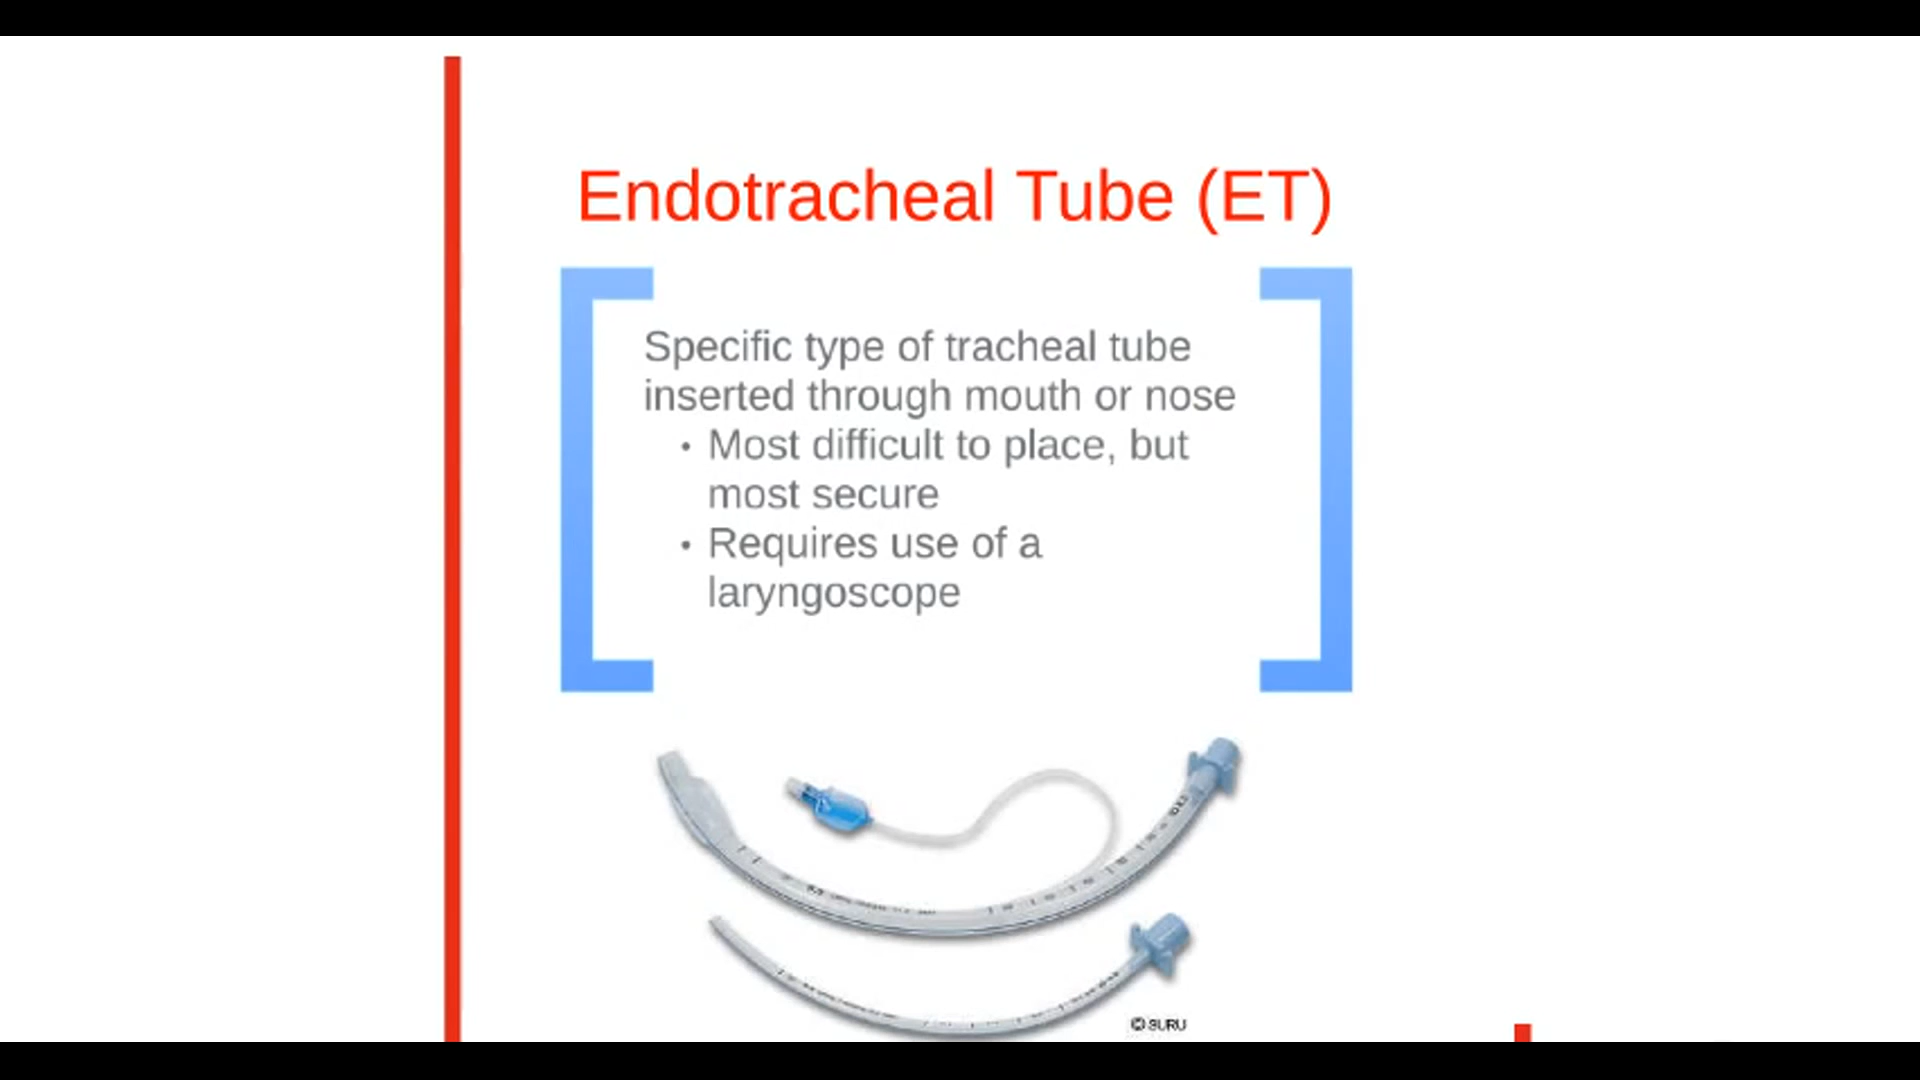 Endotracheal Tube (ET)
Specific type of tracheal tube
inserted through mouth or nose
• Most difficult to place, but
most secure
• Requires use of a
laryngoscope
© SURU